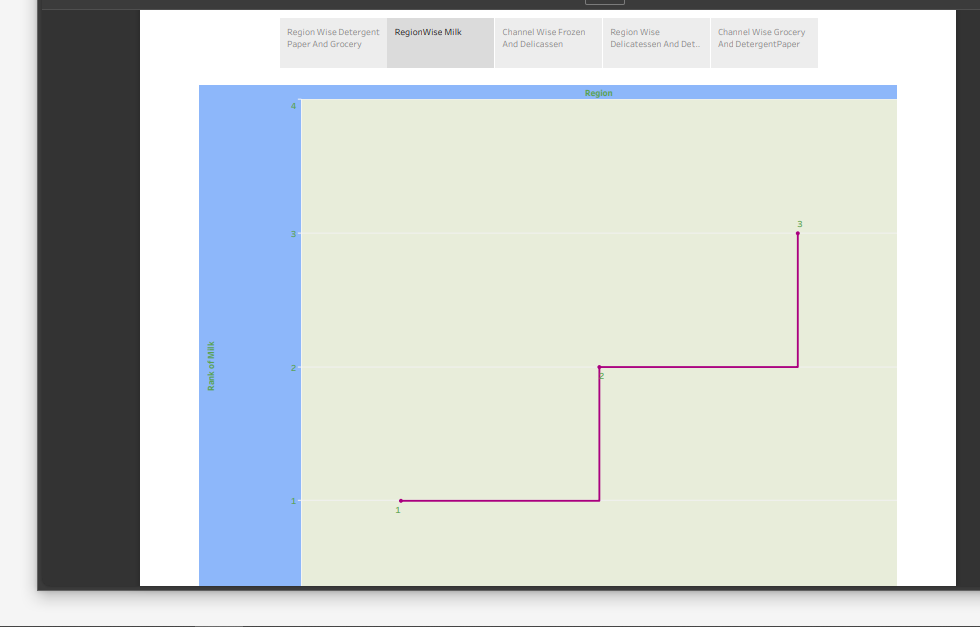 Region Wise Detergent
Paper And Grocery
RegionWise Milk
Channel Wise Frozen
And Delicassen
Region Wise
Delicatessen And Det..
Channel Wise Grocery
And DetergentPaper
Region
4
3
3
Rank of Milk
2
2
1
1